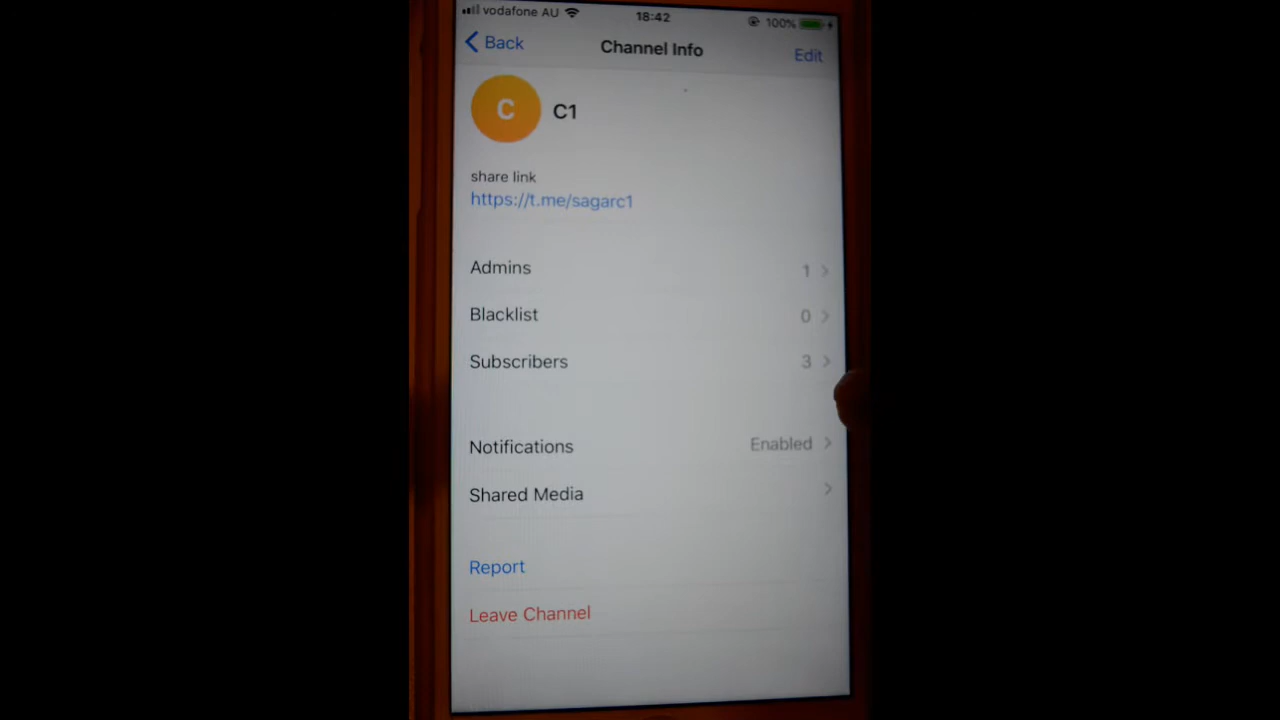 vodafone AU 18:42 100%
Back Channel Info Edit
C C1
share link
https://t.me/sagarc1
Admins 1
Blacklist 0
Subscribers 3
Notifications Enabled
Shared Media
Report
Leave Channel